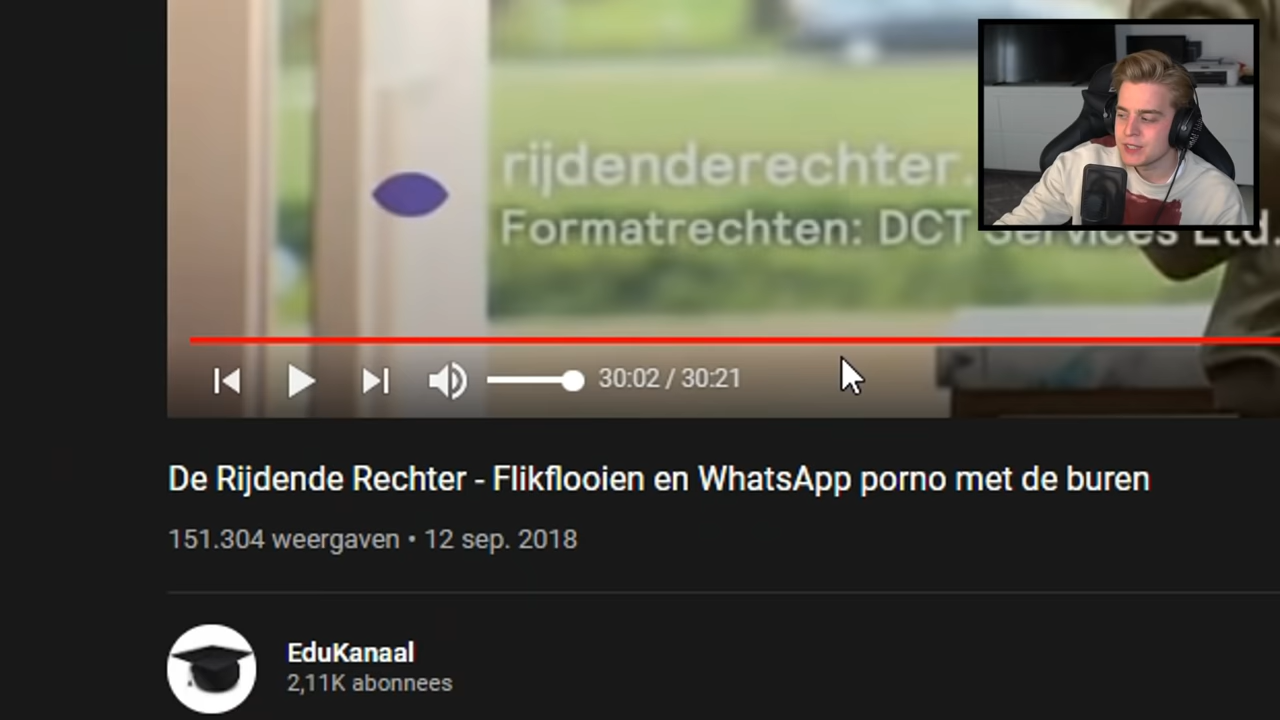 rijdenderechter.
Formatrechten: DCT Services Ltd.
30:02 / 30:21
De Rijdende Rechter - Flikflooien en WhatsApp porno met de buren
151.304 weergaven • 12 sep. 2018
EduKanaal
2,11K abonnees